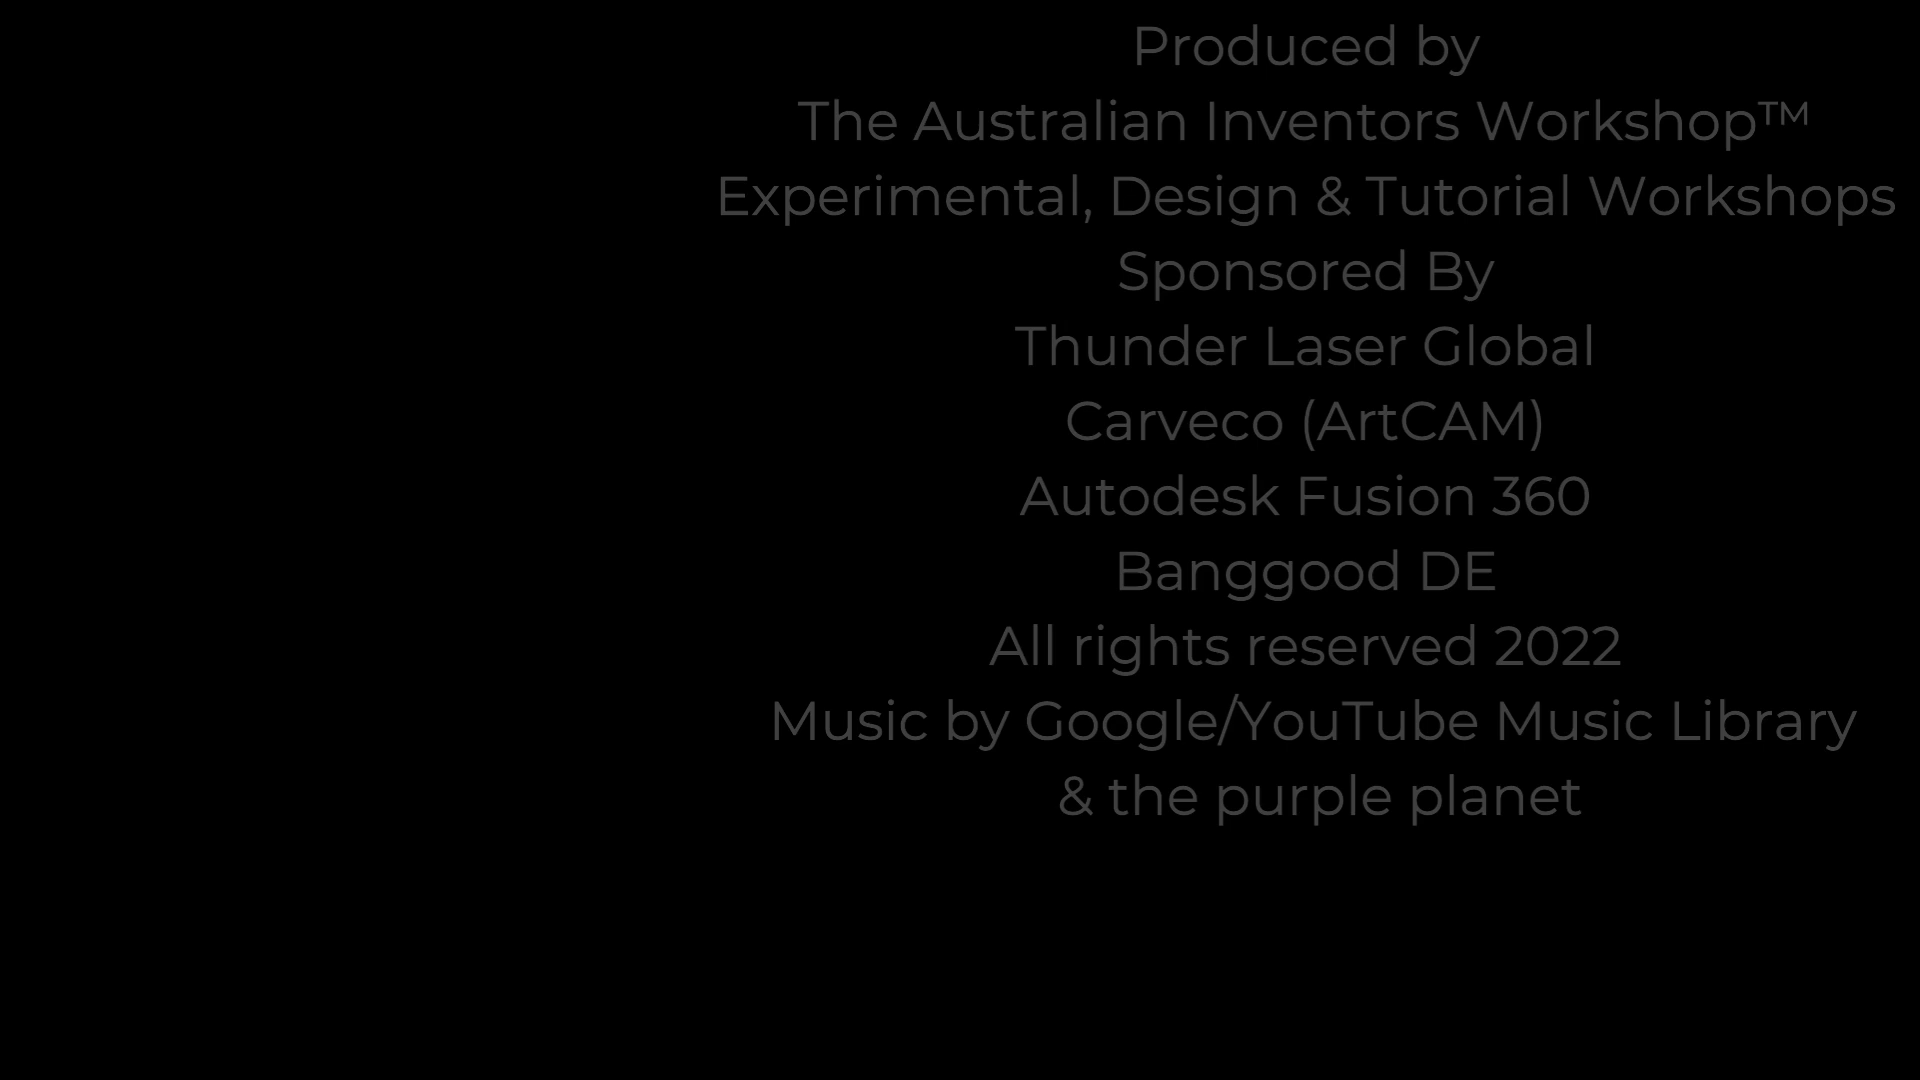 Produced by
The Australian Inventors Workshop™
Experimental, Design & Tutorial Workshops
Sponsored By
Thunder Laser Global
Carveco (ArtCAM)
Autodesk Fusion 360
Banggood DE
All rights reserved 2022
Music by Google/YouTube Music Library
& the purple planet